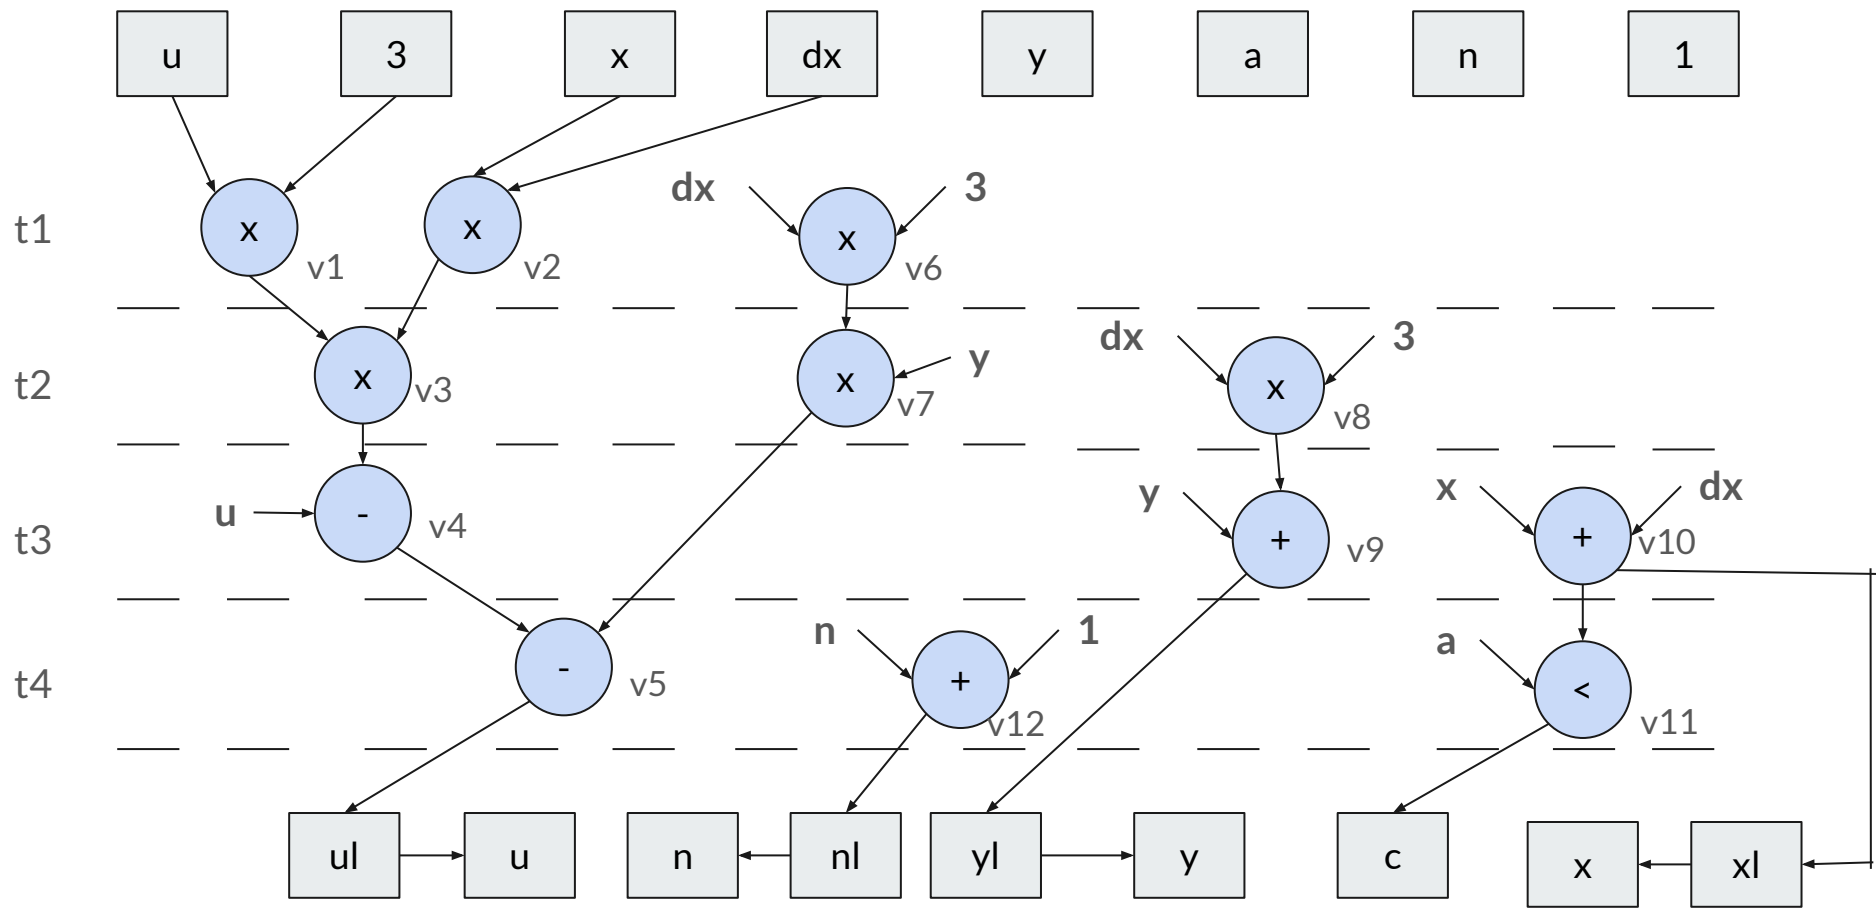 u 3 x dx y a n 1
dx 3
t1 x x x
v1 v2 v6
dx 3
y
t2 x x x
v3 v7 v8
x dx
y
u - v4
t3 + v9 + v10
n 1
a
t4 - v5 + <
v12 v11
ul u n nl yl y c x xl